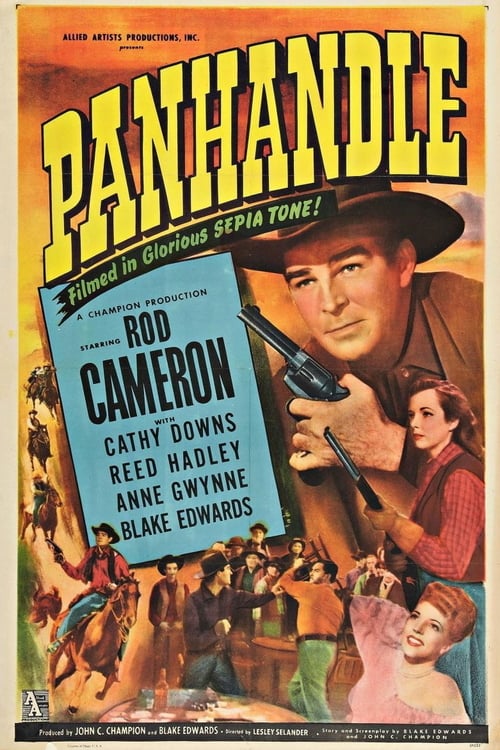 ALLIED ARTISTS PRODUCTIONS, INC.
presents
PANHANDLE
Filmed in Glorious SEPIA TONE!
A CHAMPION PRODUCTION
STARRING ROD
CAMERON
WITH
CATHY DOWNS
REED HADLEY
ANNE GWYNNE
BLAKE EDWARDS
AA
Produced by JOHN C. CHAMPION and BLAKE EDWARDS - Directed by LESLEY SELANDER
Story and Screenplay by BLAKE EDWARDS
and JOHN C. CHAMPION